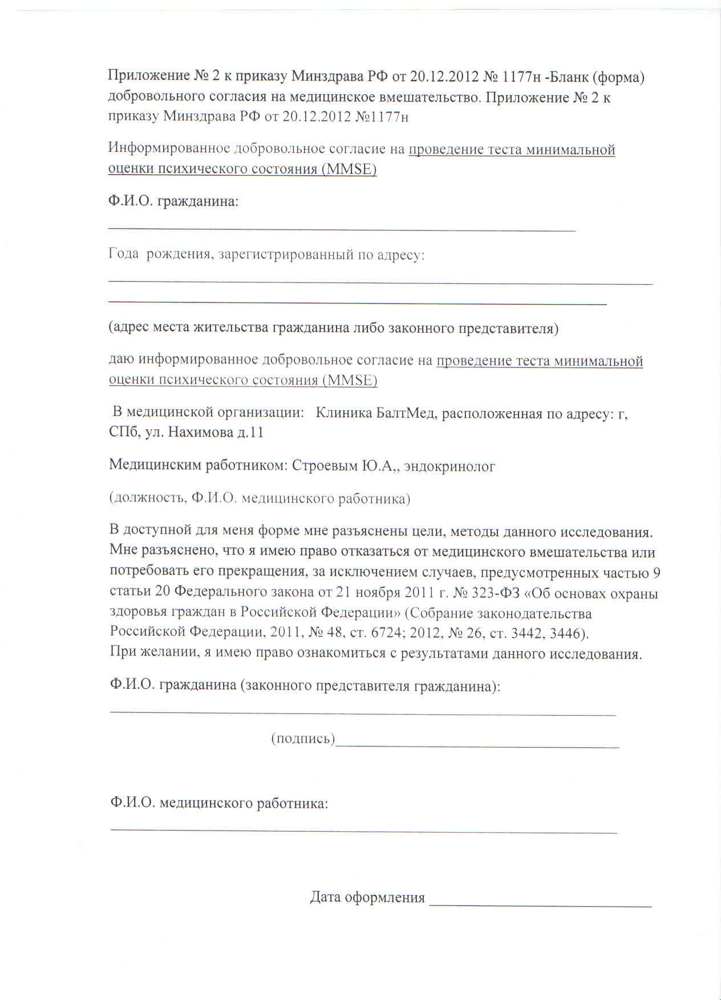 Приложение № 2 к приказу Минздрава РФ от 20.12.2012 № 1177н -Бланк (форма)
добровольного согласия на медицинское вмешательство. Приложение № 2 к
приказу Минздрава РФ от 20.12.2012 №1177н
Информированное добровольное согласие на проведение теста минимальной
оценки психического состояния (MMSE)
Ф.И.О. гражданина:
Года рождения, зарегистрированный по адресу:
(адрес места жительства гражданина либо законного представителя)
даю информированное добровольное согласие на проведение теста минимальной
оценки психического состояния (MMSE)
В медицинской организации: Клиника БалтМед, расположенная по адресу: г,
СПб, ул. Нахимова д.11
Медицинским работником: Строевым Ю.А,, эндокринолог
(должность, Ф.И.О. медицинского работника)
В доступной для меня форме мне разъяснены цели, методы данного исследования.
Мне разъяснено, что я имею право отказаться от медицинского вмешательства или
потребовать его прекращения, за исключением случаев, предусмотренных частью 9
статьи 20 Федерального закона от 21 ноября 2011 г. № 323-ФЗ «Об основах охраны
здоровья граждан в Российской Федерации» (Собрание законодательства
Российской Федерации, 2011, № 48, ст. 6724; 2012, № 26, ст. 3442, 3446).
При желании, я имею право ознакомиться с результатами данного исследования.
Ф.И.О. гражданина (законного представителя гражданина):
(подпись)
Ф.И.О. медицинского работника:
Дата оформления